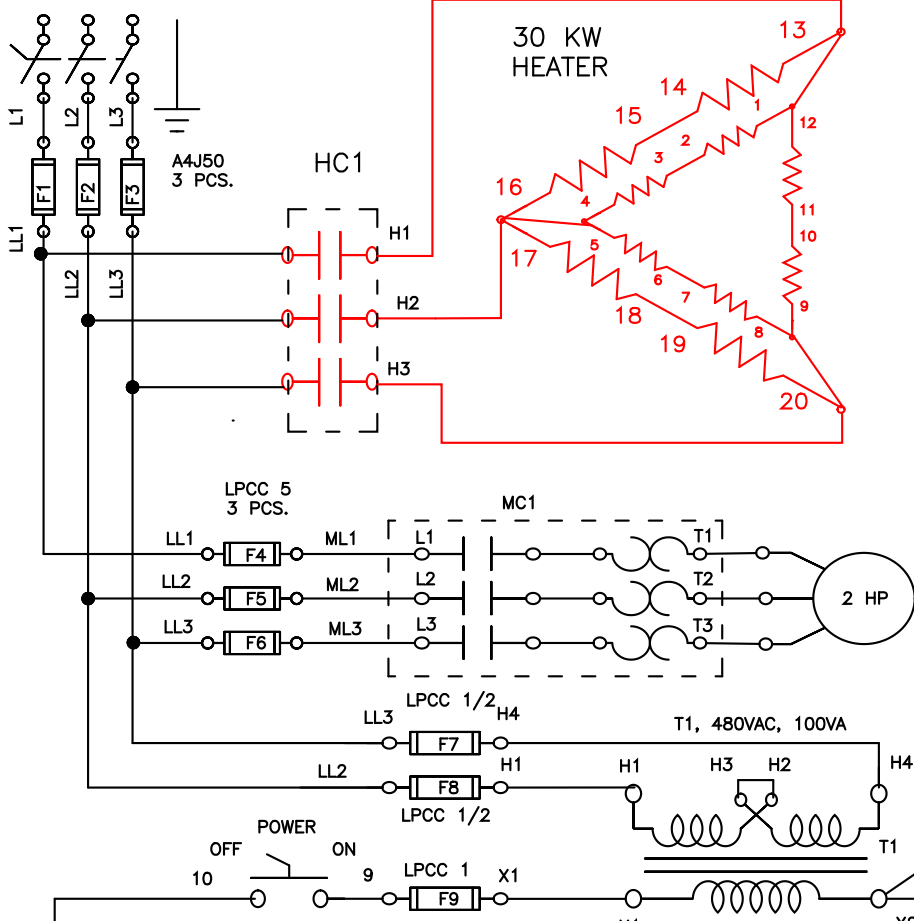 30 KW
HEATER
13
14
1
15
2
12
3
16
4
11
17
5
10
6
7
9
18
8
19
20
L1
L2
L3
A4J50
3 PCS.
F1
F2
F3
HC1
LL1
LL2
LL3
H1
H2
H3
LPCC 5
3 PCS.
MC1
LL1
F4
ML1
L1
T1
LL2
F5
ML2
L2
T2
2 HP
LL3
F6
ML3
L3
T3
LPCC 1/2
LL3
F7
H4
T1, 480VAC, 100VA
LL2
F8
H1
H1
H3
H2
H4
LPCC 1/2
POWER
OFF
ON
T1
10
9
LPCC 1
F9
X1